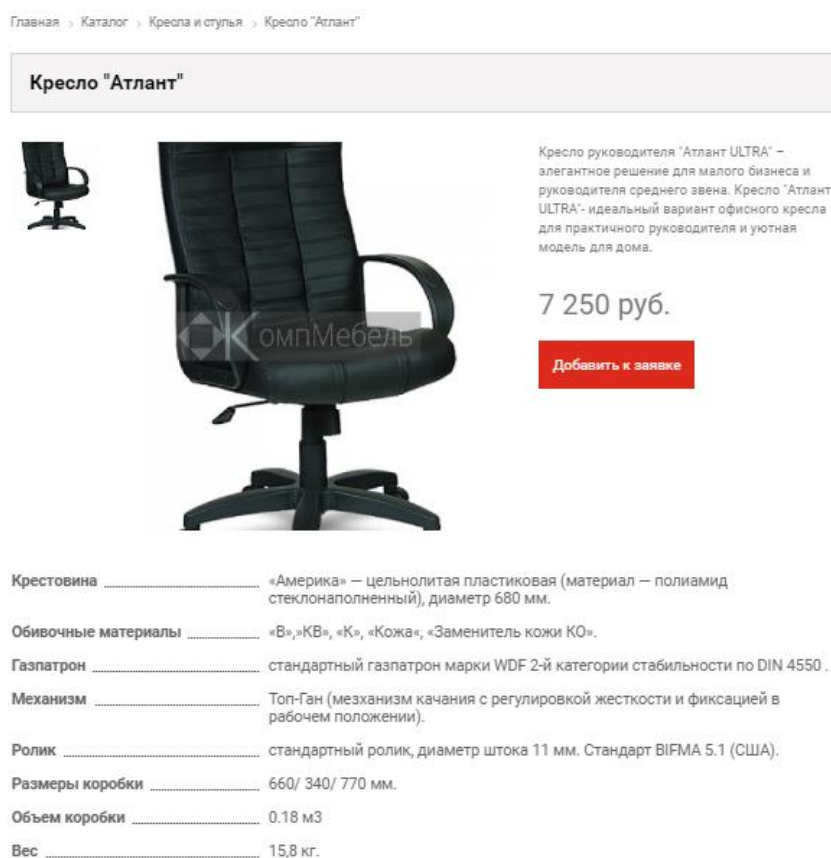 Главная > Каталог > Кресла и стулья > Кресло "Атлант"
Кресло "Атлант"
Кресло руководителя "Атлант ULTRA" –
элегантное решение для малого бизнеса и
руководителя среднего звена. Кресло "Атлант
ULTRA"- идеальный вариант офисного кресла
для практичного руководителя и уютная
модель для дома.
7 250 руб.
Добавить к заявке
КомпМебель
Крестовина «Америка» — цельнолитая пластиковая (материал — полиамид
стеклонаполненный), диаметр 680 мм.
Обивочные материалы «В»,»КВ», «К», «Кожа«, «Заменитель кожи КО».
Газпатрон стандартный газпатрон марки WDF 2-й категории стабильности по DIN 4550 .
Механизм Топ-Ган (мезханизм качания с регулировкой жесткости и фиксацией в
рабочем положении).
Ролик стандартный ролик, диаметр штока 11 мм. Стандарт BIFMA 5.1 (США).
Размеры коробки 660/ 340/ 770 мм.
Объем коробки 0.18 м3
Вес 15,8 кг.